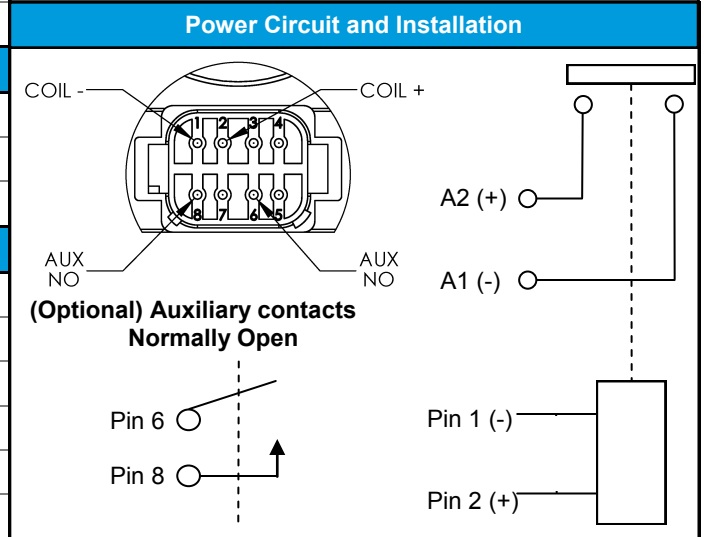 Power Circuit and Installation
COIL -
COIL +
1 2 3 4
8 7 6 5
AUX
NO
AUX
NO
(Optional) Auxiliary contacts
Normally Open
Pin 6
Pin 8
A2 (+)
A1 (-)
Pin 1 (-)
Pin 2 (+)